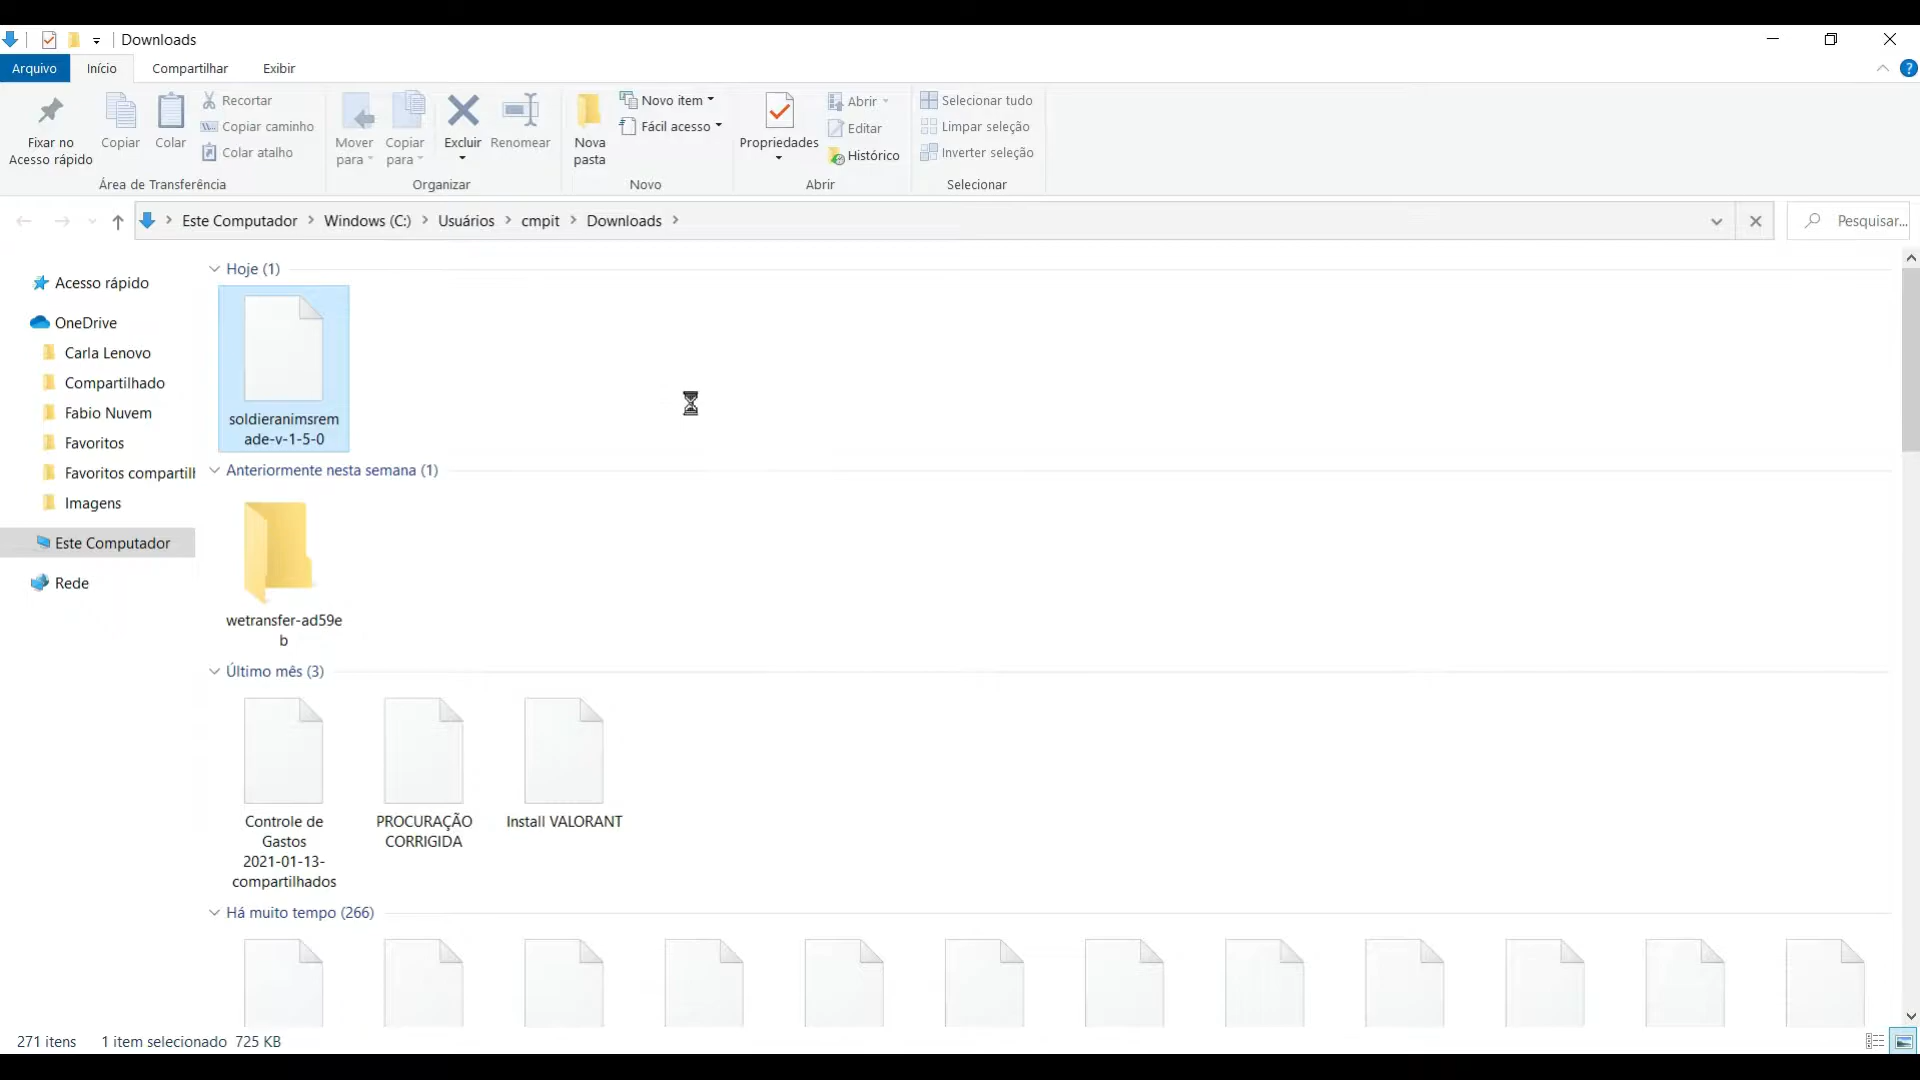 Downloads
Arquivo
Início
Compartilhar
Exibir
?
Fixar no
Acesso rápido
Copiar
Colar
Recortar
Copiar caminho
Colar atalho
Área de Transferência
Mover
para
Copiar
para
Excluir
Renomear
Organizar
Nova
pasta
Novo item
Fácil acesso
Novo
Propriedades
Abrir
Editar
Histórico
Abrir
Selecionar tudo
Limpar seleção
Inverter seleção
Selecionar
Este Computador > Windows (C:) > Usuários > cmpit > Downloads >
Pesquisar...
Acesso rápido
OneDrive
Carla Lenovo
Compartilhado
Fabio Nuvem
Favoritos
Favoritos compartill
Imagens
Este Computador
Rede
Hoje (1)
soldieranimsrem
ade-v-1-5-0
Anteriormente nesta semana (1)
wetransfer-ad59e
b
Último mês (3)
Controle de
Gastos
2021-01-13-
compartilhados
PROCURAÇÃO
CORRIGIDA
Install VALORANT
Há muito tempo (266)
271 itens
1 item selecionado 725 KB